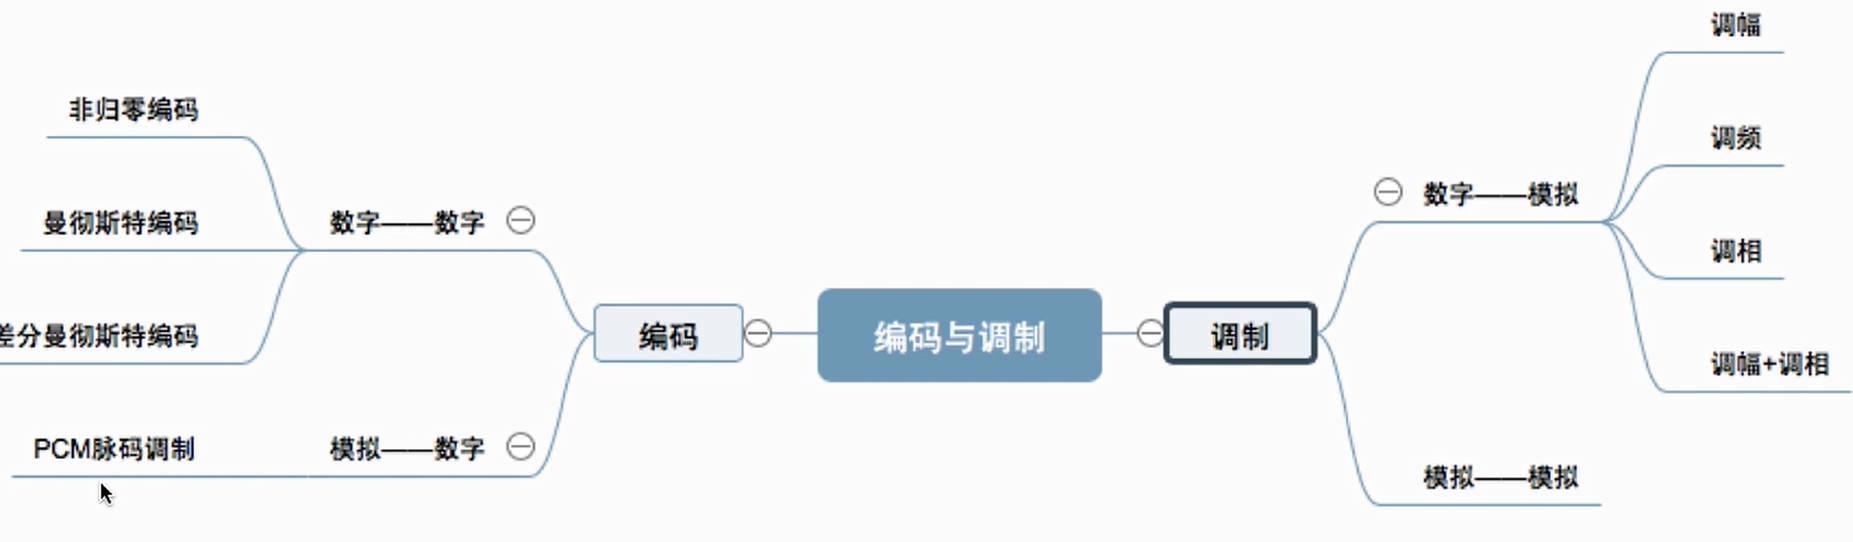 编码与调制
编码
数字——数字
非归零编码
曼彻斯特编码
差分曼彻斯特编码
模拟——数字
PCM脉码调制
调制
数字——模拟
调幅
调频
调相
调幅+调相
模拟——模拟